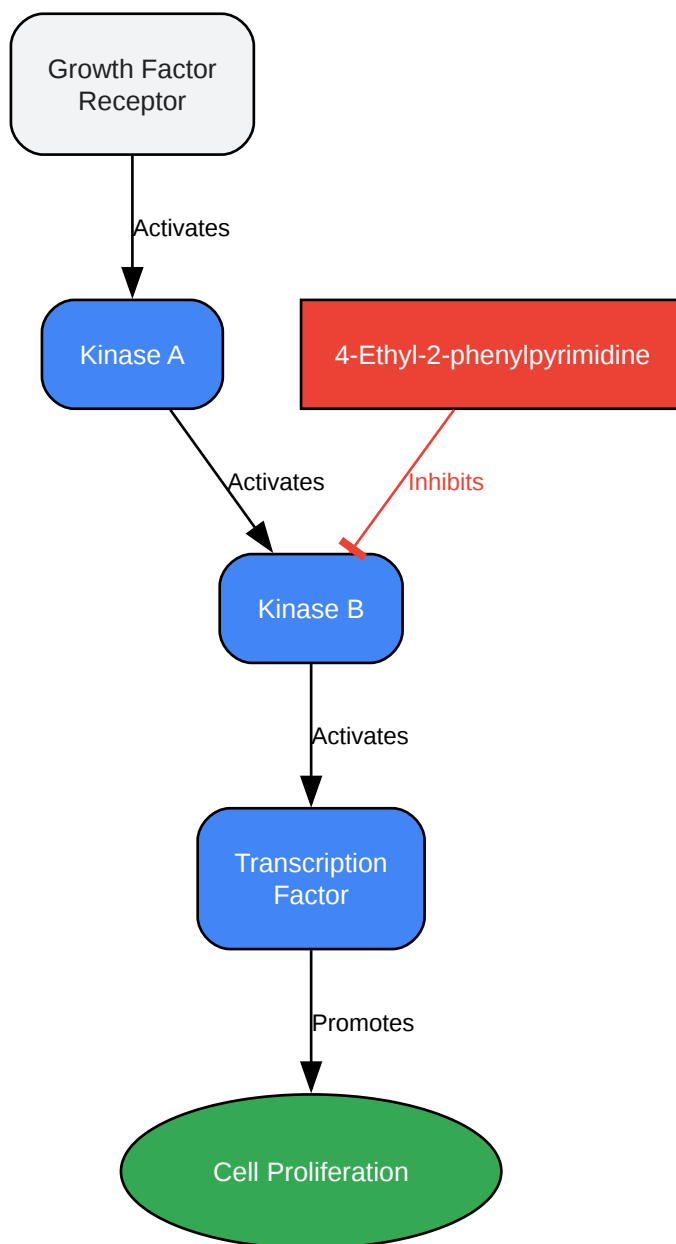 Growth Factor
Receptor
Activates
Kinase A
4-Ethyl-2-phenylpyrimidine
Activates
Inhibits
Kinase B
Activates
Transcription
Factor
Promotes
Cell Proliferation